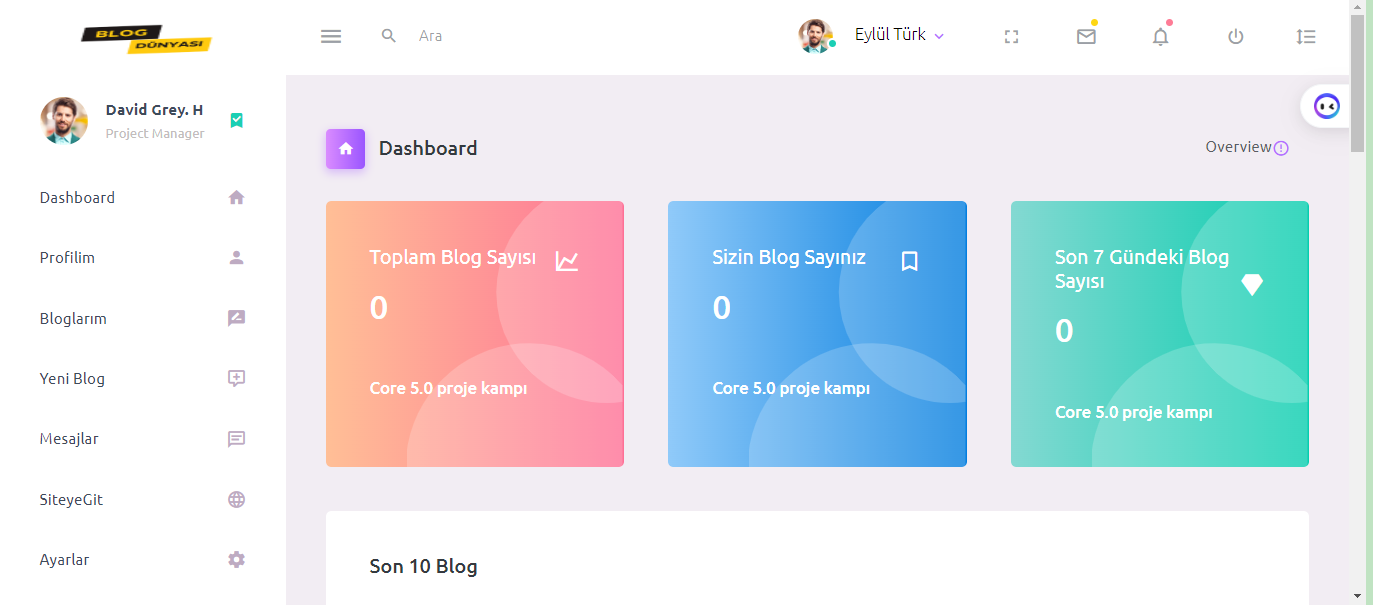 BLOG
DÜNYASI
Ara
Eylül Türk
David Grey. H
Project Manager
Dashboard
Profilim
Bloglarım
Yeni Blog
Mesajlar
SiteyeGit
Ayarlar
Dashboard
Overview
Toplam Blog Sayısı
0
Core 5.0 proje kampı
Sizin Blog Sayınız
0
Core 5.0 proje kampı
Son 7 Gündeki Blog
Sayısı
0
Core 5.0 proje kampı
Son 10 Blog